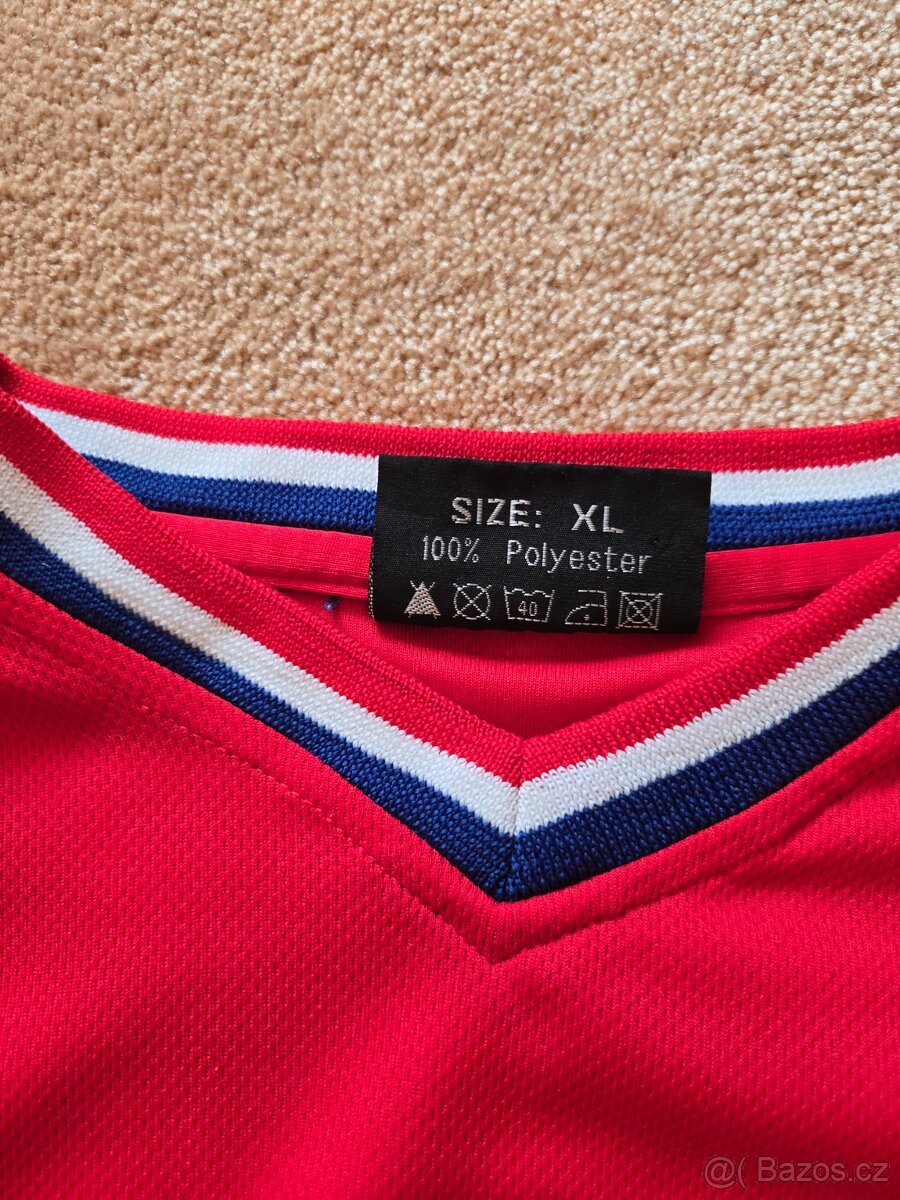 SIZE: XL
100% Polyester
40
@( Bazos.cz